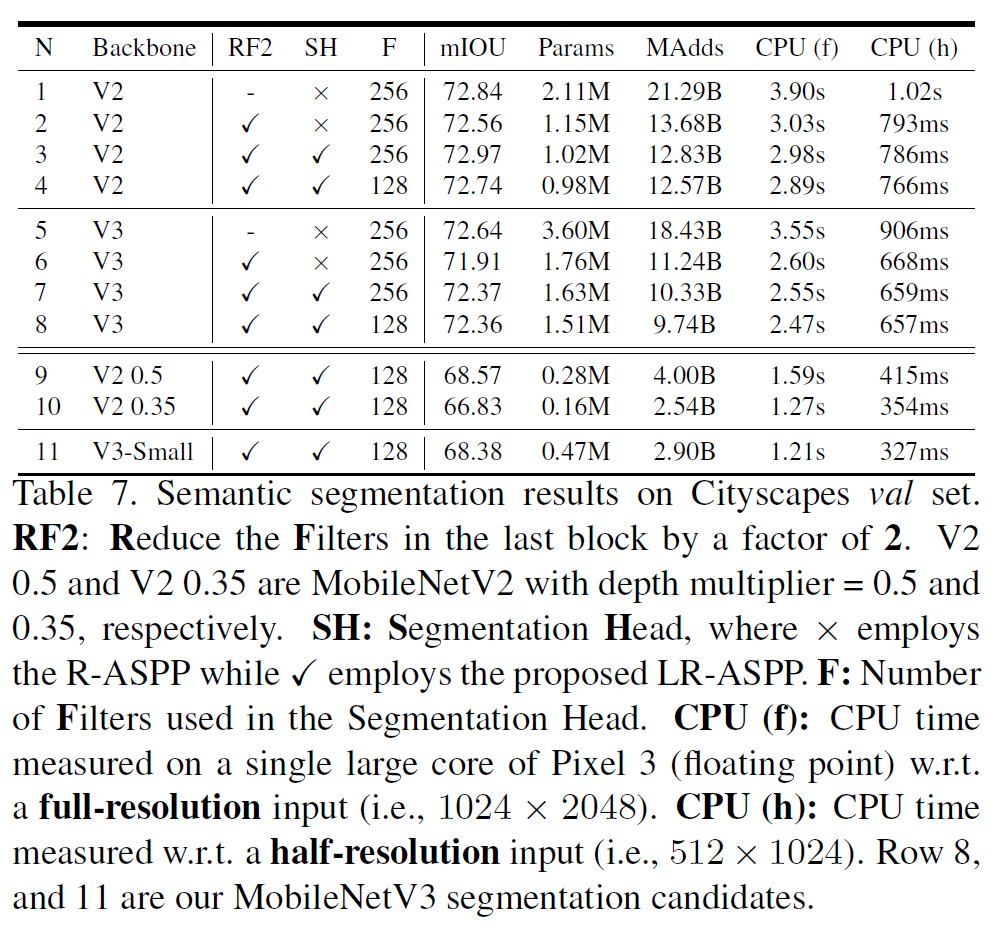 N Backbone RF2 SH F mIOU Params MAdds CPU (f) CPU (h)
1 V2 - × 256 72.84 2.11M 21.29B 3.90s 1.02s
2 V2 ✓ × 256 72.56 1.15M 13.68B 3.03s 793ms
3 V2 ✓ ✓ 256 72.97 1.02M 12.83B 2.98s 786ms
4 V2 ✓ ✓ 128 72.74 0.98M 12.57B 2.89s 766ms
5 V3 - × 256 72.64 3.60M 18.43B 3.55s 906ms
6 V3 ✓ × 256 71.91 1.76M 11.24B 2.60s 668ms
7 V3 ✓ ✓ 256 72.37 1.63M 10.33B 2.55s 659ms
8 V3 ✓ ✓ 128 72.36 1.51M 9.74B 2.47s 657ms
9 V2 0.5 ✓ ✓ 128 68.57 0.28M 4.00B 1.59s 415ms
10 V2 0.35 ✓ ✓ 128 66.83 0.16M 2.54B 1.27s 354ms
11 V3-Small ✓ ✓ 128 68.38 0.47M 2.90B 1.21s 327ms
Table 7. Semantic segmentation results on Cityscapes val set.
RF2: Reduce the Filters in the last block by a factor of 2. V2
0.5 and V2 0.35 are MobileNetV2 with depth multiplier = 0.5 and
0.35, respectively. SH: Segmentation Head, where × employs
the R-ASPP while ✓ employs the proposed LR-ASPP. F: Number
of Filters used in the Segmentation Head. CPU (f): CPU time
measured on a single large core of Pixel 3 (floating point) w.r.t.
a full-resolution input (i.e., 1024 × 2048). CPU (h): CPU time
measured w.r.t. a half-resolution input (i.e., 512 × 1024). Row 8,
and 11 are our MobileNetV3 segmentation candidates.